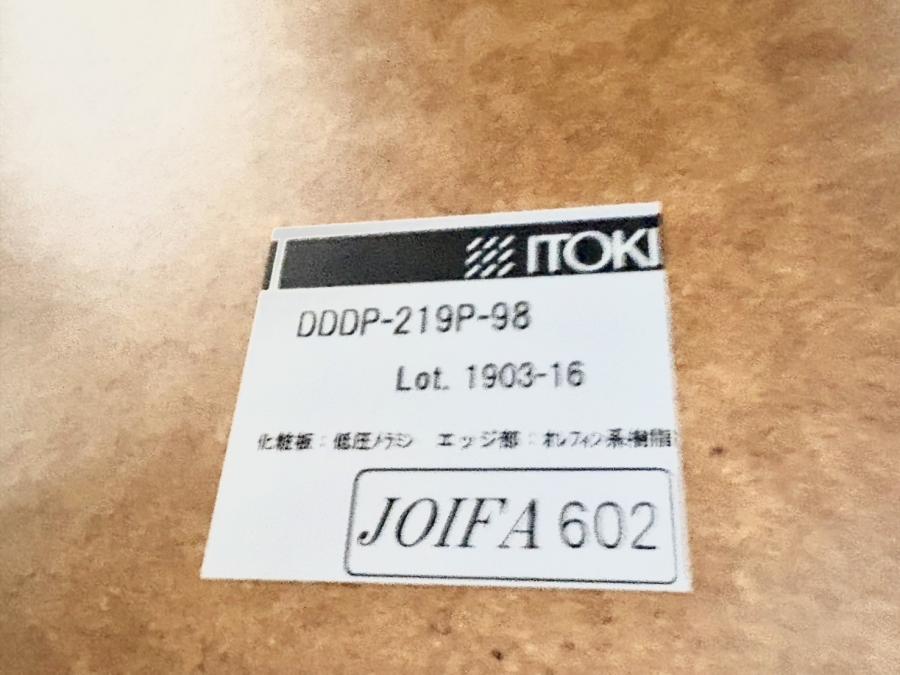 ITOKI
DDDP-219P-98
Lot. 1903-16
化粧板：低圧メラミン　エッジ部：オレフィン系樹脂
JOIFA 602